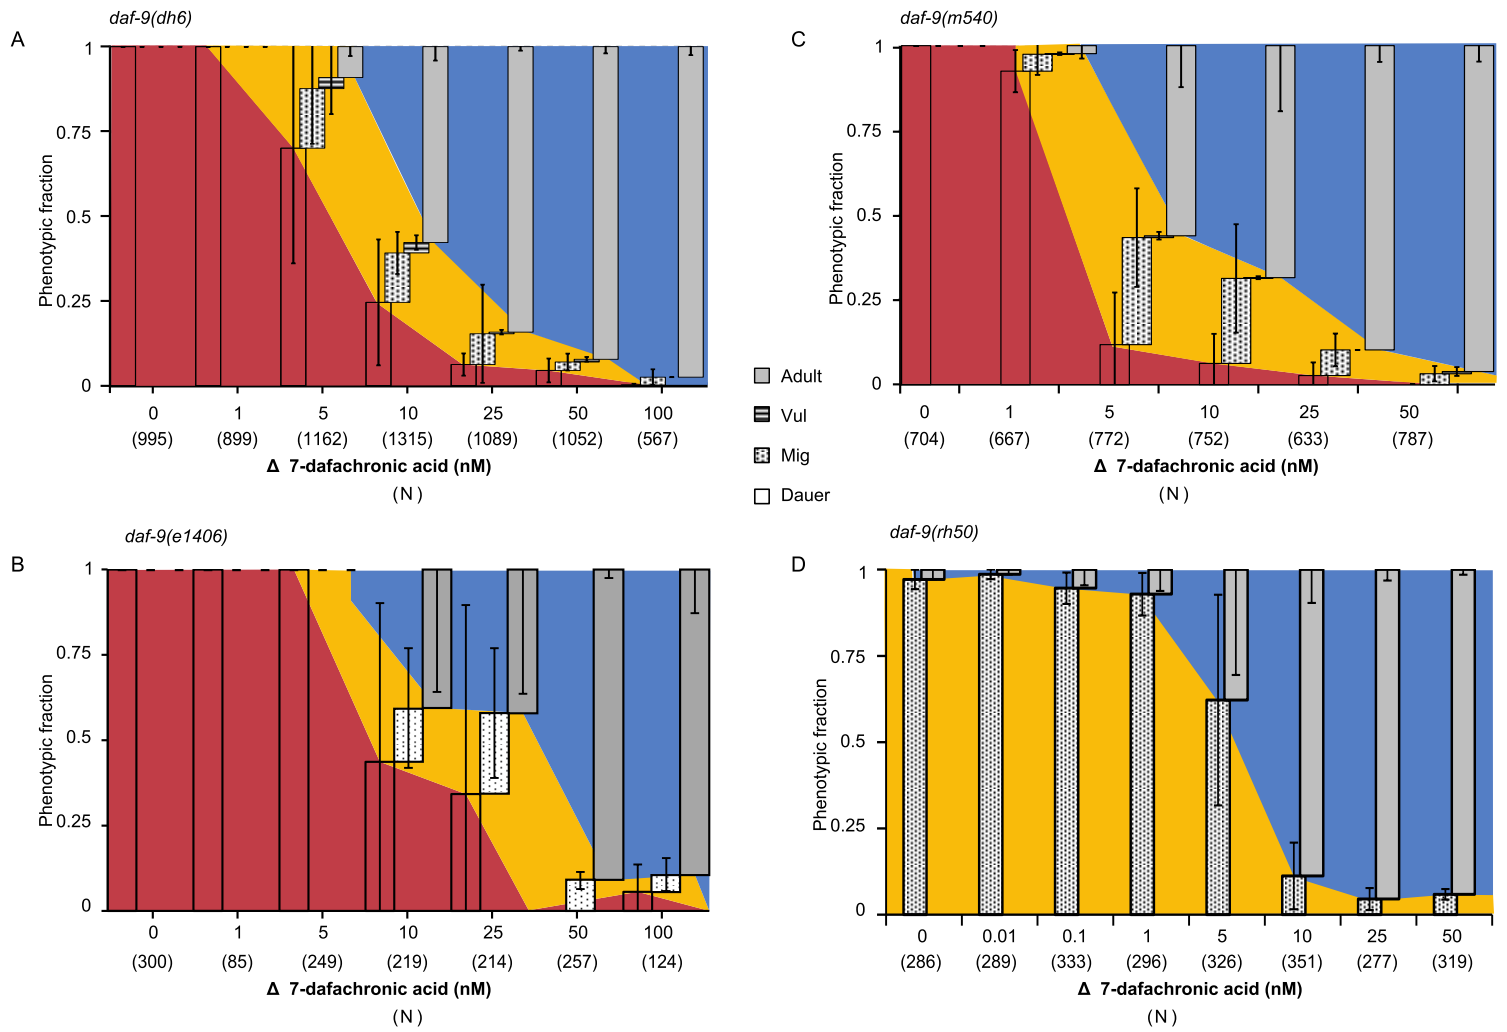 daf-9(dh6)
A
1
0.75
0.5
0.25
0
Phenotypic fraction
0 1 5 10 25 50 100
(995) (899) (1162) (1315) (1089) (1052) (567)
Δ 7-dafachronic acid (nM)
(N)
daf-9(m540)
C
1
0.75
0.5
0.25
0
Phenotypic fraction
0 1 5 10 25 50
(704) (667) (772) (752) (633) (787)
Δ 7-dafachronic acid (nM)
(N)
Adult
Vul
Mig
Dauer
daf-9(e1406)
B
1
0.75
0.5
0.25
0
Phenotypic fraction
0 1 5 10 25 50 100
(300) (85) (249) (219) (214) (257) (124)
Δ 7-dafachronic acid (nM)
(N)
daf-9(rh50)
D
1
0.75
0.5
0.25
0
Phenotypic fraction
0 0.01 0.1 1 5 10 25 50
(286) (289) (333) (296) (326) (351) (277) (319)
Δ 7-dafachronic acid (nM)
(N)